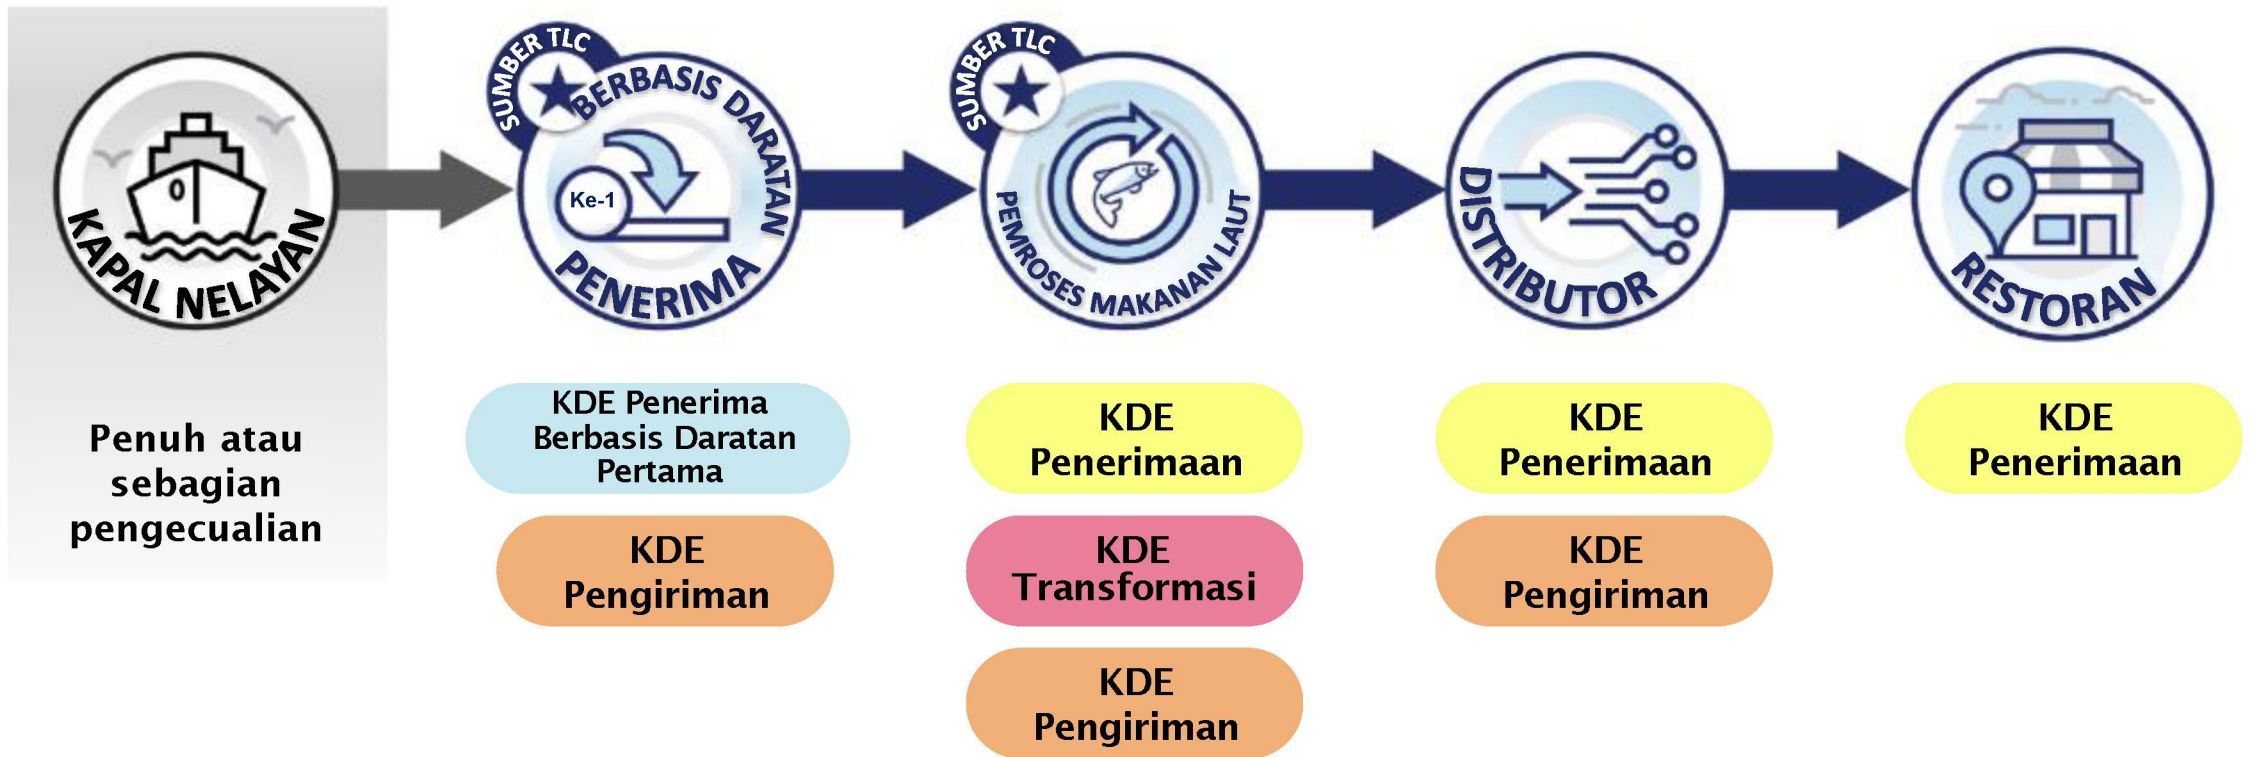 KAPAL NELAYAN
Penuh atau
sebagian
pengecualian
SUMBER TLC
BERBASIS DARATAN
Ke-1
PENERIMA
KDE Penerima
Berbasis Daratan
Pertama
KDE
Pengiriman
SUMBER TLC
PEMROSES MAKANAN LAUT
KDE
Penerimaan
KDE
Transformasi
KDE
Pengiriman
DISTRIBUTOR
KDE
Penerimaan
KDE
Pengiriman
RESTORAN
KDE
Penerimaan